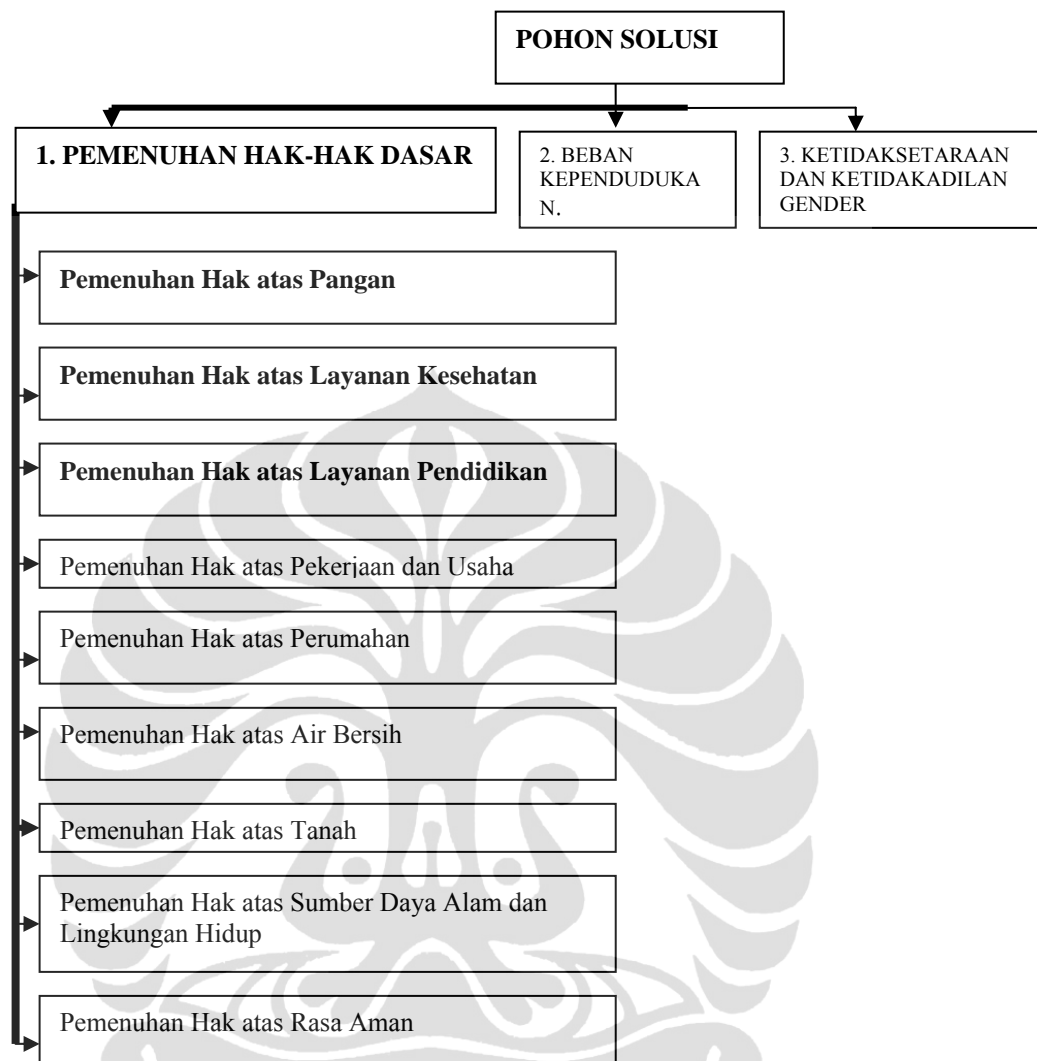 POHON SOLUSI
1. PEMENUHAN HAK-HAK DASAR
2. BEBAN
KEPENDUDUKA
N.
3. KETIDAKSETARAAN
DAN KETIDAKADILAN
GENDER
Pemenuhan Hak atas Pangan
Pemenuhan Hak atas Layanan Kesehatan
Pemenuhan Hak atas Layanan Pendidikan
Pemenuhan Hak atas Pekerjaan dan Usaha
Pemenuhan Hak atas Perumahan
Pemenuhan Hak atas Air Bersih
Pemenuhan Hak atas Tanah
Pemenuhan Hak atas Sumber Daya Alam dan
Lingkungan Hidup
Pemenuhan Hak atas Rasa Aman